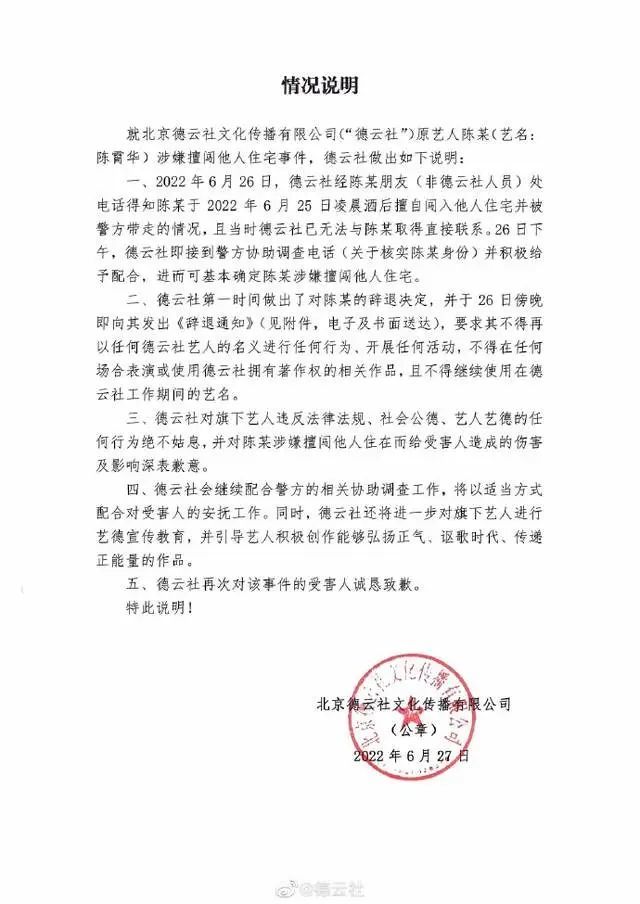 情况说明
就北京德云社文化传播有限公司(“德云社”)原艺人陈某(艺名:
陈霄华)涉嫌擅闯他人住宅事件，德云社做出如下说明:
一、2022 年 6 月 26 日，德云社经陈某朋友（非德云社人员）处
电话得知陈某于 2022 年 6 月 25 日凌晨酒后擅自闯入他人住宅并被
警方带走的情况，且当时德云社已无法与陈某取得直接联系。26 日下
午，德云社即接到警方协助调查电话（关于核实陈某身份）并积极给
予配合，进而可基本确定陈某涉嫌擅闯他人住宅。
二、德云社第一时间做出了对陈某的辞退决定，并于 26 日傍晚
即向其发出《辞退通知》（见附件，电子及书面送达），要求其不得再
以任何德云社艺人的名义进行任何行为、开展任何活动，不得在任何
场合表演或使用德云社拥有著作权的相关作品，且不得继续使用在德
云社工作期间的艺名。
三、德云社对旗下艺人违反法律法规、社会公德、艺人艺德的任
何行为绝不姑息，并对陈某涉嫌擅闯他人住在而给受害人造成的伤害
及影响深表歉意。
四、德云社会继续配合警方的相关协助调查工作，将以适当方式
配合对受害人的安抚工作。同时，德云社还将进一步对旗下艺人进行
艺德宣传教育，并引导艺人积极创作能够弘扬正气、讴歌时代、传递
正能量的作品。
五、德云社再次对该事件的受害人诚恳致歉。
特此说明！
北京德云社文化传播有限公司
（公章）
2022 年 6 月 27 日
北京德云社文化传播有限公司
@德云社